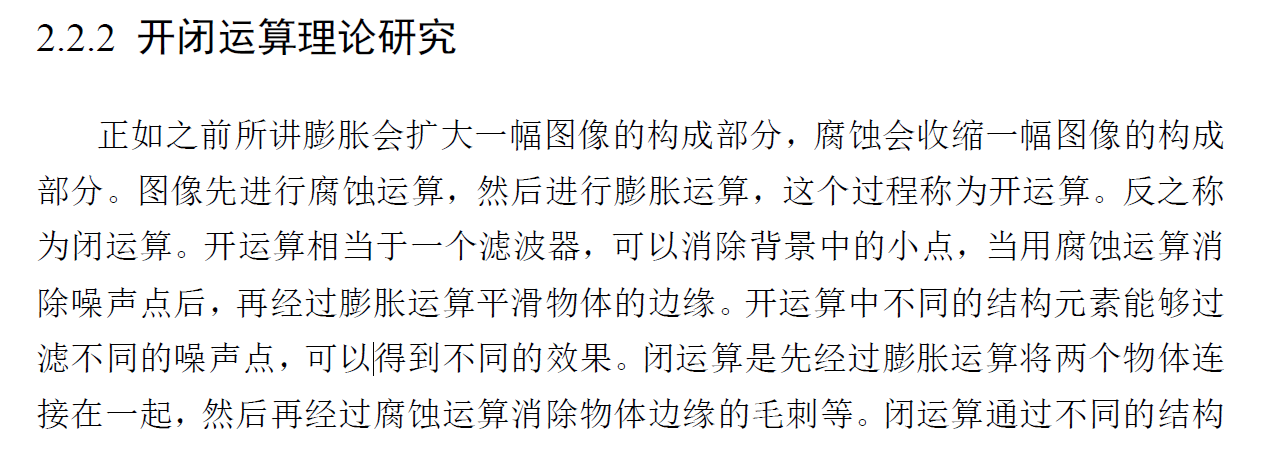 2.2.2 开闭运算理论研究
正如之前所讲膨胀会扩大一幅图像的构成部分，腐蚀会收缩一幅图像的构成
部分。图像先进行腐蚀运算，然后进行膨胀运算，这个过程称为开运算。反之称
为闭运算。开运算相当于一个滤波器，可以消除背景中的小点，当用腐蚀运算消
除噪声点后，再经过膨胀运算平滑物体的边缘。开运算中不同的结构元素能够过
滤不同的噪声点，可以得到不同的效果。闭运算是先经过膨胀运算将两个物体连
接在一起，然后再经过腐蚀运算消除物体边缘的毛刺等。闭运算通过不同的结构